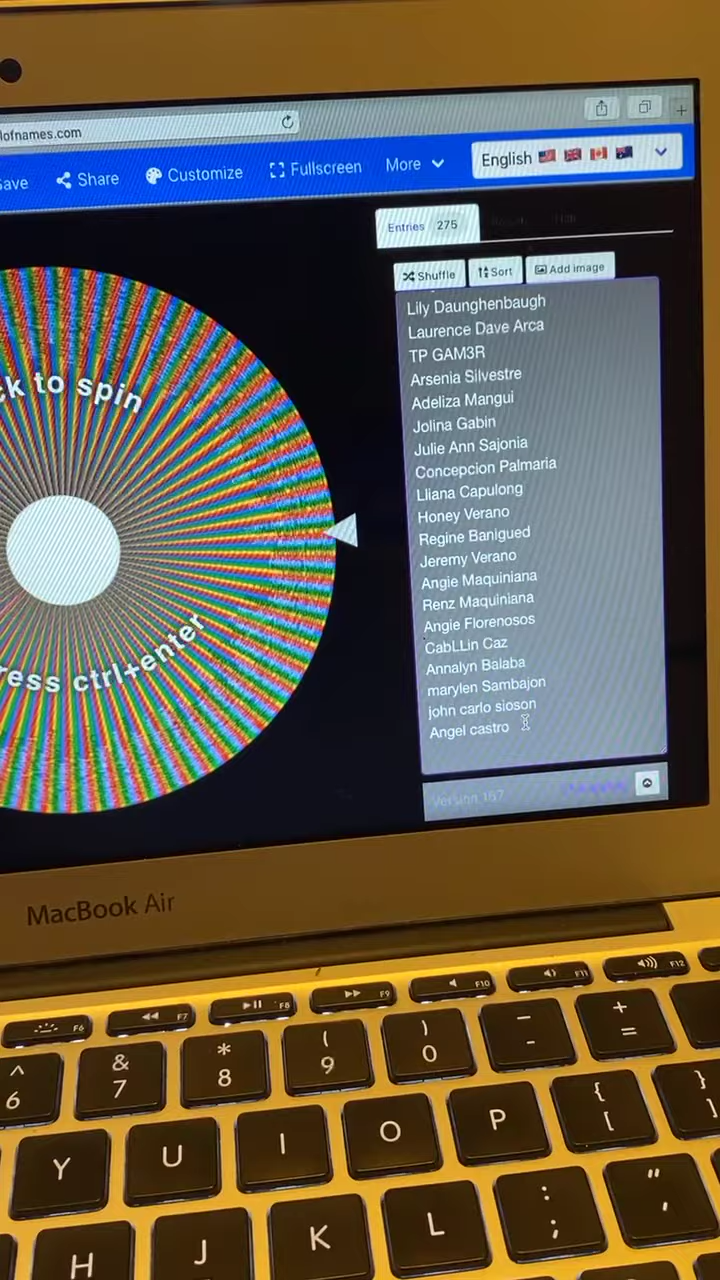 lofnames.com
Save
Share
Customize
Fullscreen
More
English
Entries 275
Shuffle
Sort
Add image
Lily Daunghenbaugh
Laurence Dave Arca
TP GAM3R
Arsenia Silvestre
Adeliza Mangui
Jolina Gabin
Julie Ann Sajonia
Concepcion Palmaria
Lliana Capulong
Honey Verano
Regine Banigued
Jeremy Verano
Angie Maquiniana
Renz Maquiniana
Angie Florenosos
CabLLin Caz
Annalyn Balaba
marylen Sambajon
john carlo sioson
Angel castro
Version 167
ck to spin
ress ctrl+enter
MacBook Air
F6 F7 F8 F9 F10 F11 F12
^ & * ( ) - +
6 7 8 9 0 - =
Y U I O P { [ } ]
H J K L : ; " '